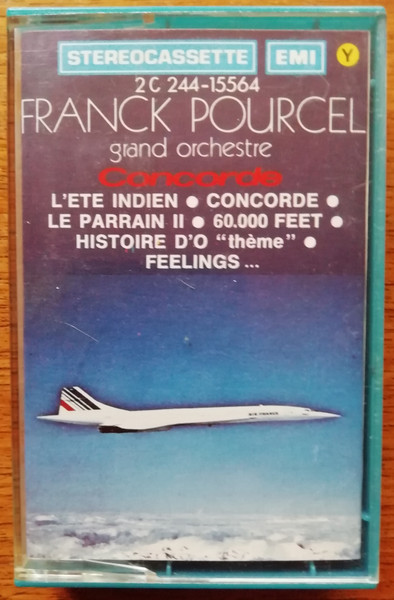 STEREOCASSETTE EMI Y
2C 244-15564
FRANCK POURCEL
grand orchestre
Concorde
L'ETE INDIEN ● CONCORDE ●
LE PARRAIN II ● 60.000 FEET ●
HISTOIRE D'O "thème" ●
FEELINGS...
AIR FRANCE